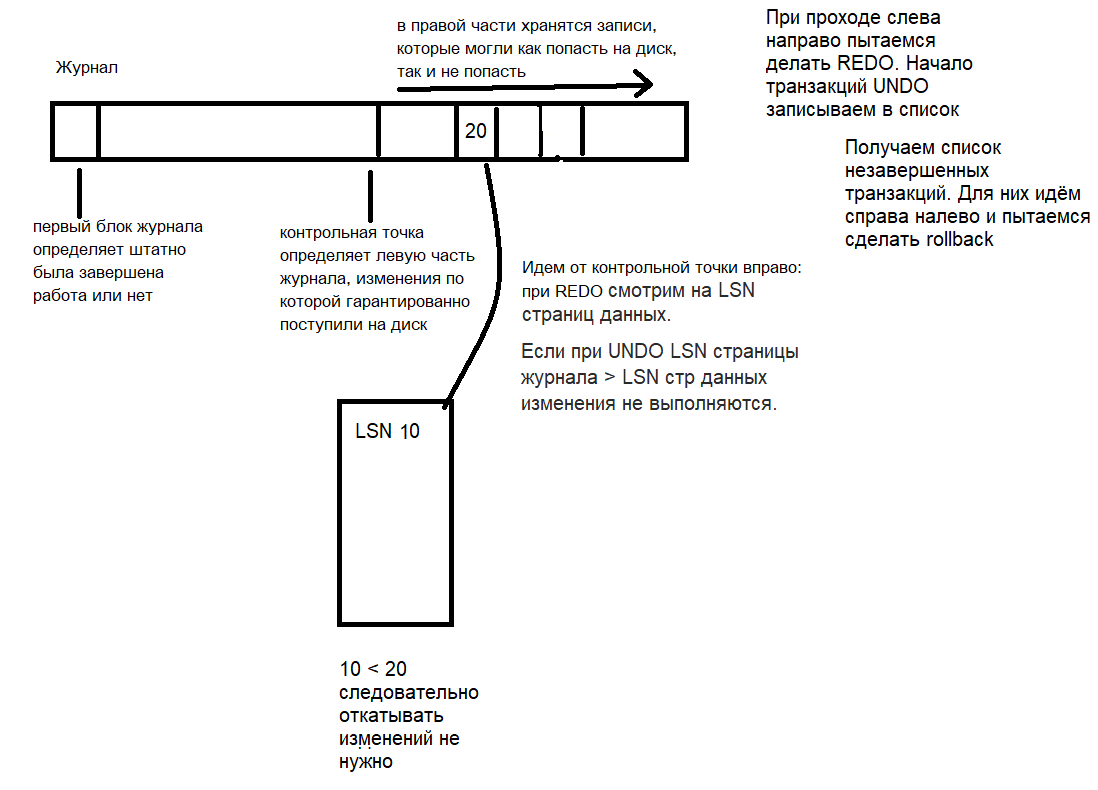 Журнал
в правой части хранятся записи,
которые могли как попасть на диск,
так и не попасть
При проходе слева
направо пытаемся
делать REDO. Начало
транзакций UNDO
записываем в список
20
Получаем список
незавершенных
транзакций. Для них идём
справа налево и пытаемся
сделать rollback
первый блок журнала
определяет штатно
была завершена
работа или нет
контрольная точка
определяет левую часть
журнала, изменения по
которой гарантированно
поступили на диск
Идем от контрольной точки вправо:
при REDO смотрим на LSN
страниц данных.
Если при UNDO LSN страницы
журнала > LSN стр данных
изменения не выполняются.
LSN 10
10 < 20
следовательно
откатывать
изменений не
нужно